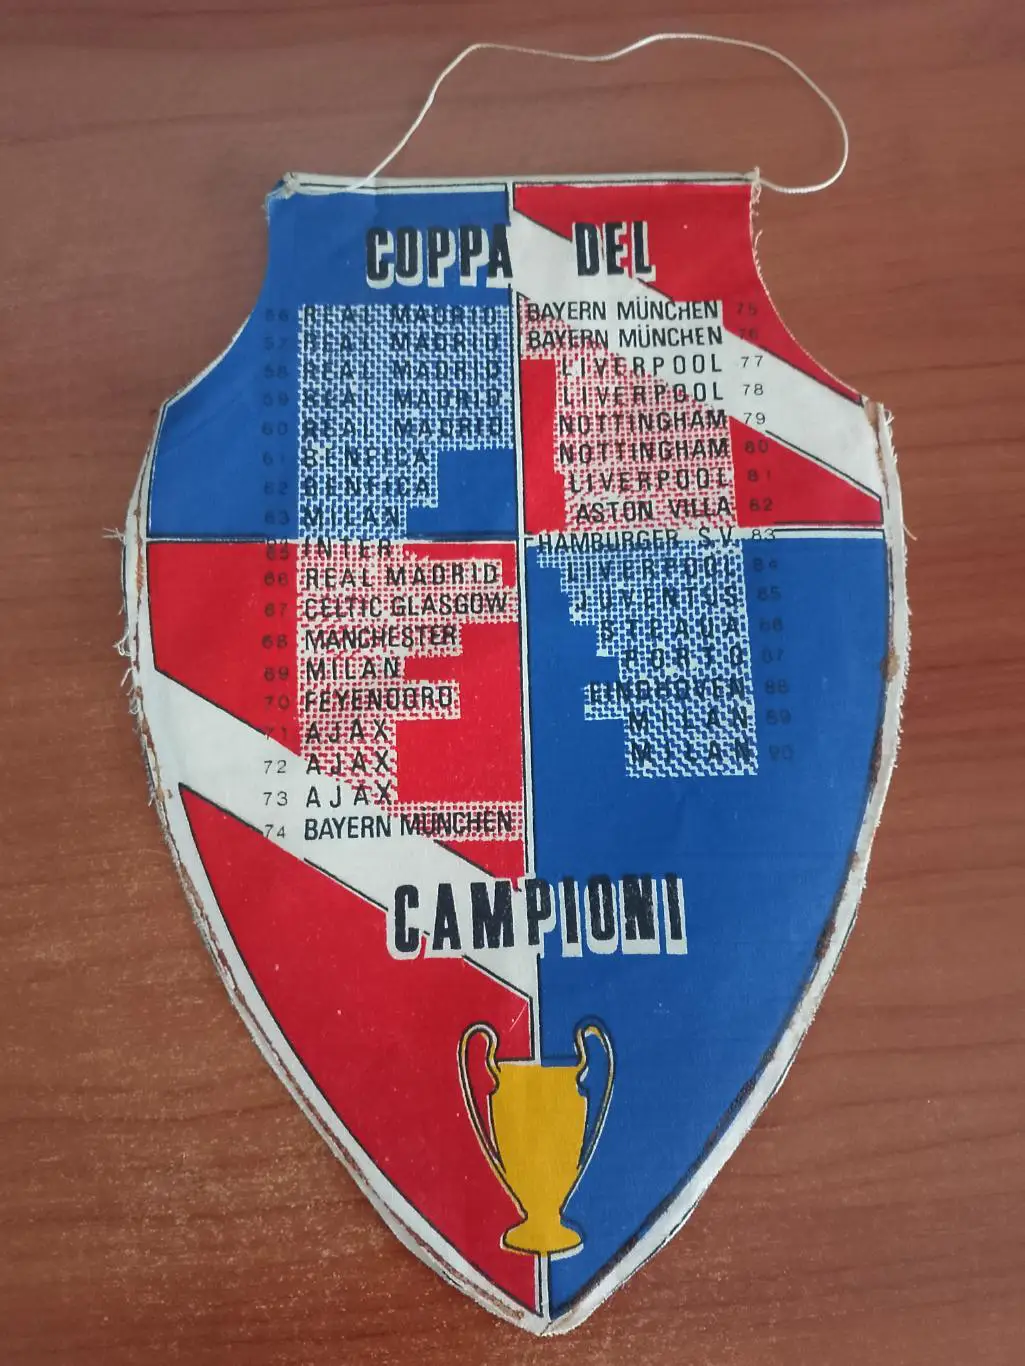 COPPA DEL
56 REAL MADRID
57 REAL MADRID
58 REAL MADRID
59 REAL MADRID
60 REAL MADRID
61 BENFICA
62 BENFICA
63 MILAN
64
65 INTER
66 REAL MADRID
67 CELTIC GLASGOW
68 MANCHESTER
69 MILAN
70 FEYENOORD
71 AJAX
72 AJAX
73 AJAX
74 BAYERN MÜNCHEN
BAYERN MÜNCHEN 75
BAYERN MÜNCHEN 76
LIVERPOOL 77
LIVERPOOL 78
NOTTINGHAM 79
NOTTINGHAM 80
LIVERPOOL 81
ASTON VILLA 82
HAMBURGER S.V. 83
LIVERPOOL 84
JUVENTUS 85
STEAUA 86
PORTO 87
EINDHOVEN 88
MILAN 89
MILAN 90
CAMPIONI